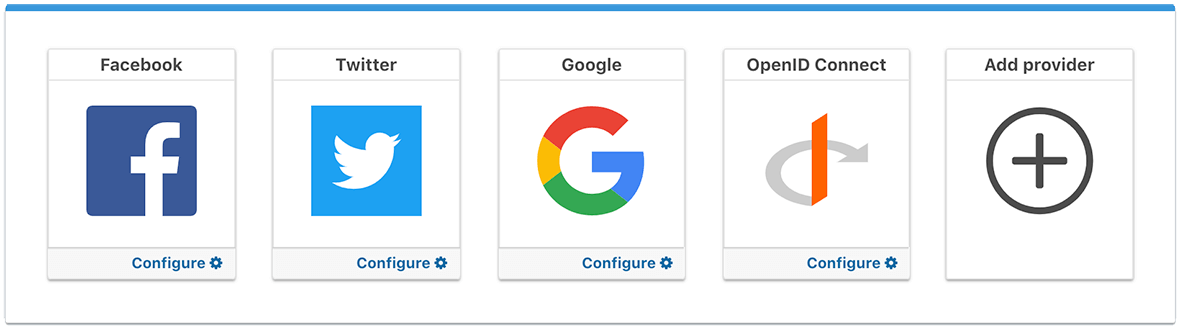 Facebook
Twitter
Google
OpenID Connect
Add provider
Configure
Configure
Configure
Configure